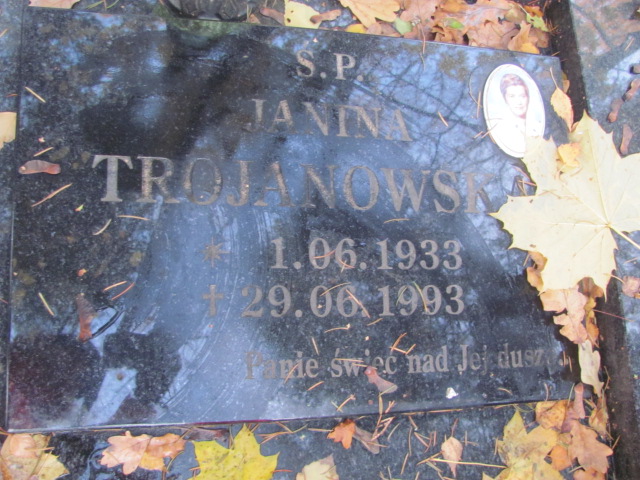 S.P.
JANINA
TROJANOWSK
* 1.06.1933
† 29.06.1993
Panie świeć nad Jej dusz